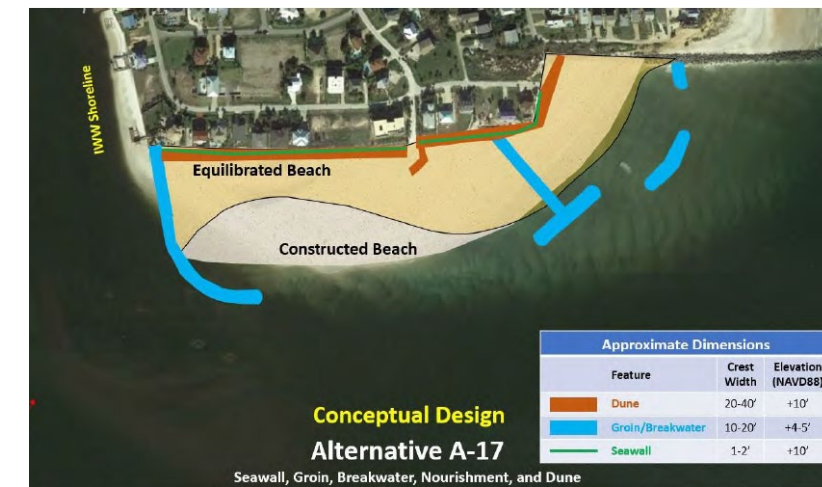 IWW Shoreline
Equilibrated Beach
Constructed Beach
Conceptual Design
Alternative A-17
Seawall, Groin, Breakwater, Nourishment, and Dune
Approximate Dimensions
Feature Crest Width Elevation (NAVD88)
Dune 20-40' +10'
Groin/Breakwater 10-20' +4-5'
Seawall 1-2' +10'